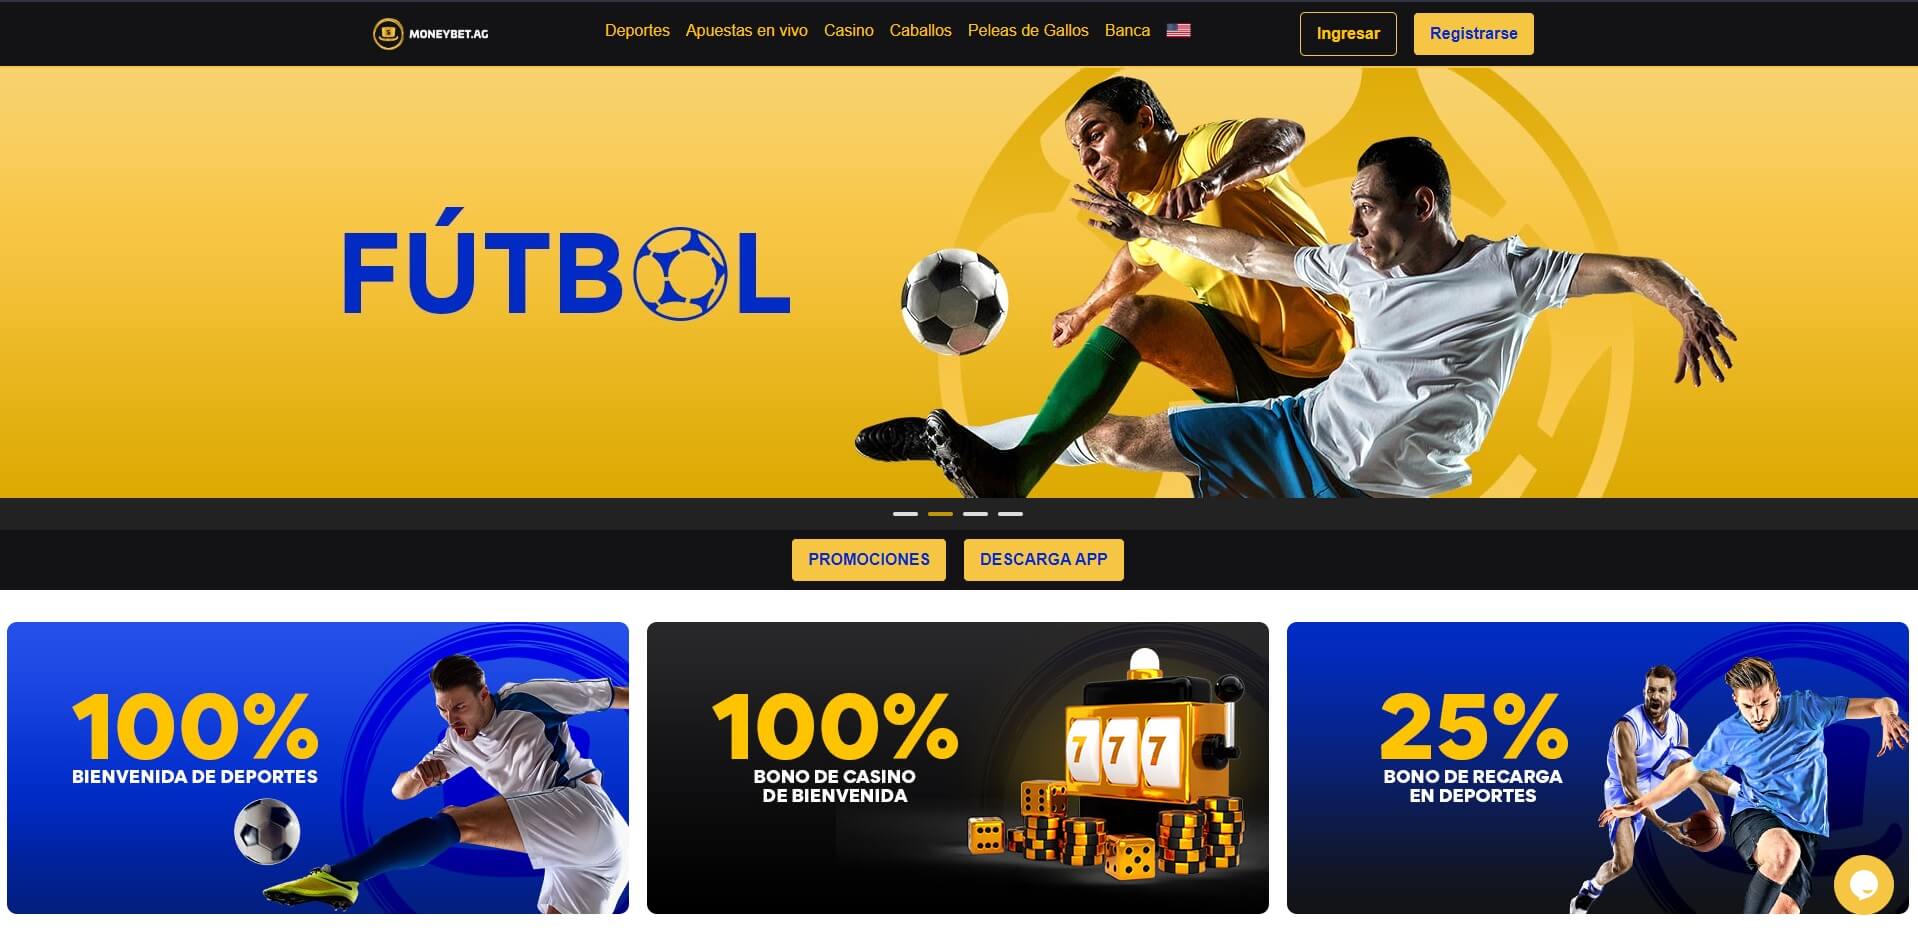 MONEYBET.AG
Deportes Apuestas en vivo Casino Caballos Peleas de Gallos Banca
Ingresar
Registrarse
FÚTBOL
PROMOCIONES
DESCARGA APP
100%
BIENVENIDA DE DEPORTES
100%
BONO DE CASINO
DE BIENVENIDA
777
25%
BONO DE RECARGA
EN DEPORTES